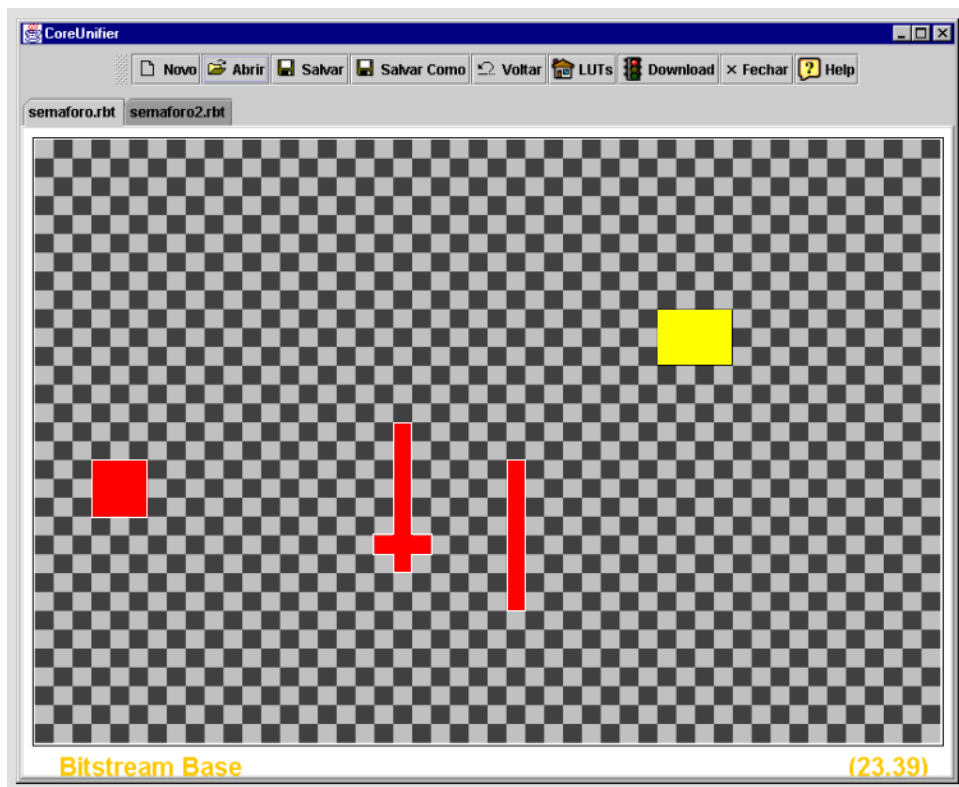 CoreUnifier
Novo Abrir Salvar Salvar Como Voltar LUTs Download × Fechar ? Help
semaforo.rbt semaforo2.rbt
Bitstream Base (23.39)